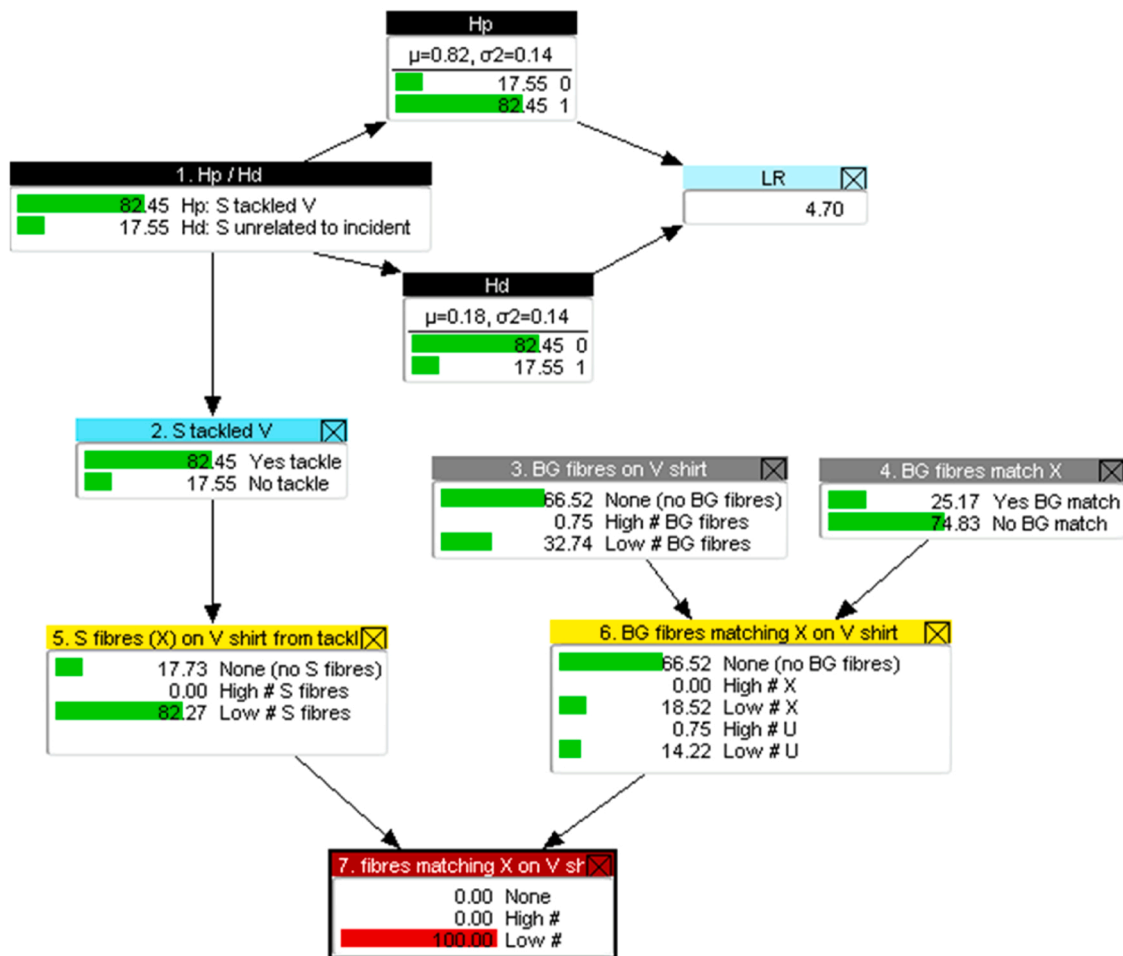 Hp
μ=0.82, σ2=0.14
17.55 0
82.45 1
1. Hp / Hd
82.45 Hp: S tackled V
17.55 Hd: S unrelated to incident
LR
4.70
Hd
μ=0.18, σ2=0.14
82.45 0
17.55 1
2. S tackled V
82.45 Yes tackle
17.55 No tackle
3. BG fibres on V shirt
66.52 None (no BG fibres)
0.75 High # BG fibres
32.74 Low # BG fibres
4. BG fibres match X
25.17 Yes BG match
74.83 No BG match
5. S fibres (X) on V shirt from tackl
17.73 None (no S fibres)
0.00 High # S fibres
82.27 Low # S fibres
6. BG fibres matching X on V shirt
66.52 None (no BG fibres)
0.00 High # X
18.52 Low # X
0.75 High # U
14.22 Low # U
7. fibres matching X on V sh
0.00 None
0.00 High #
100.00 Low #